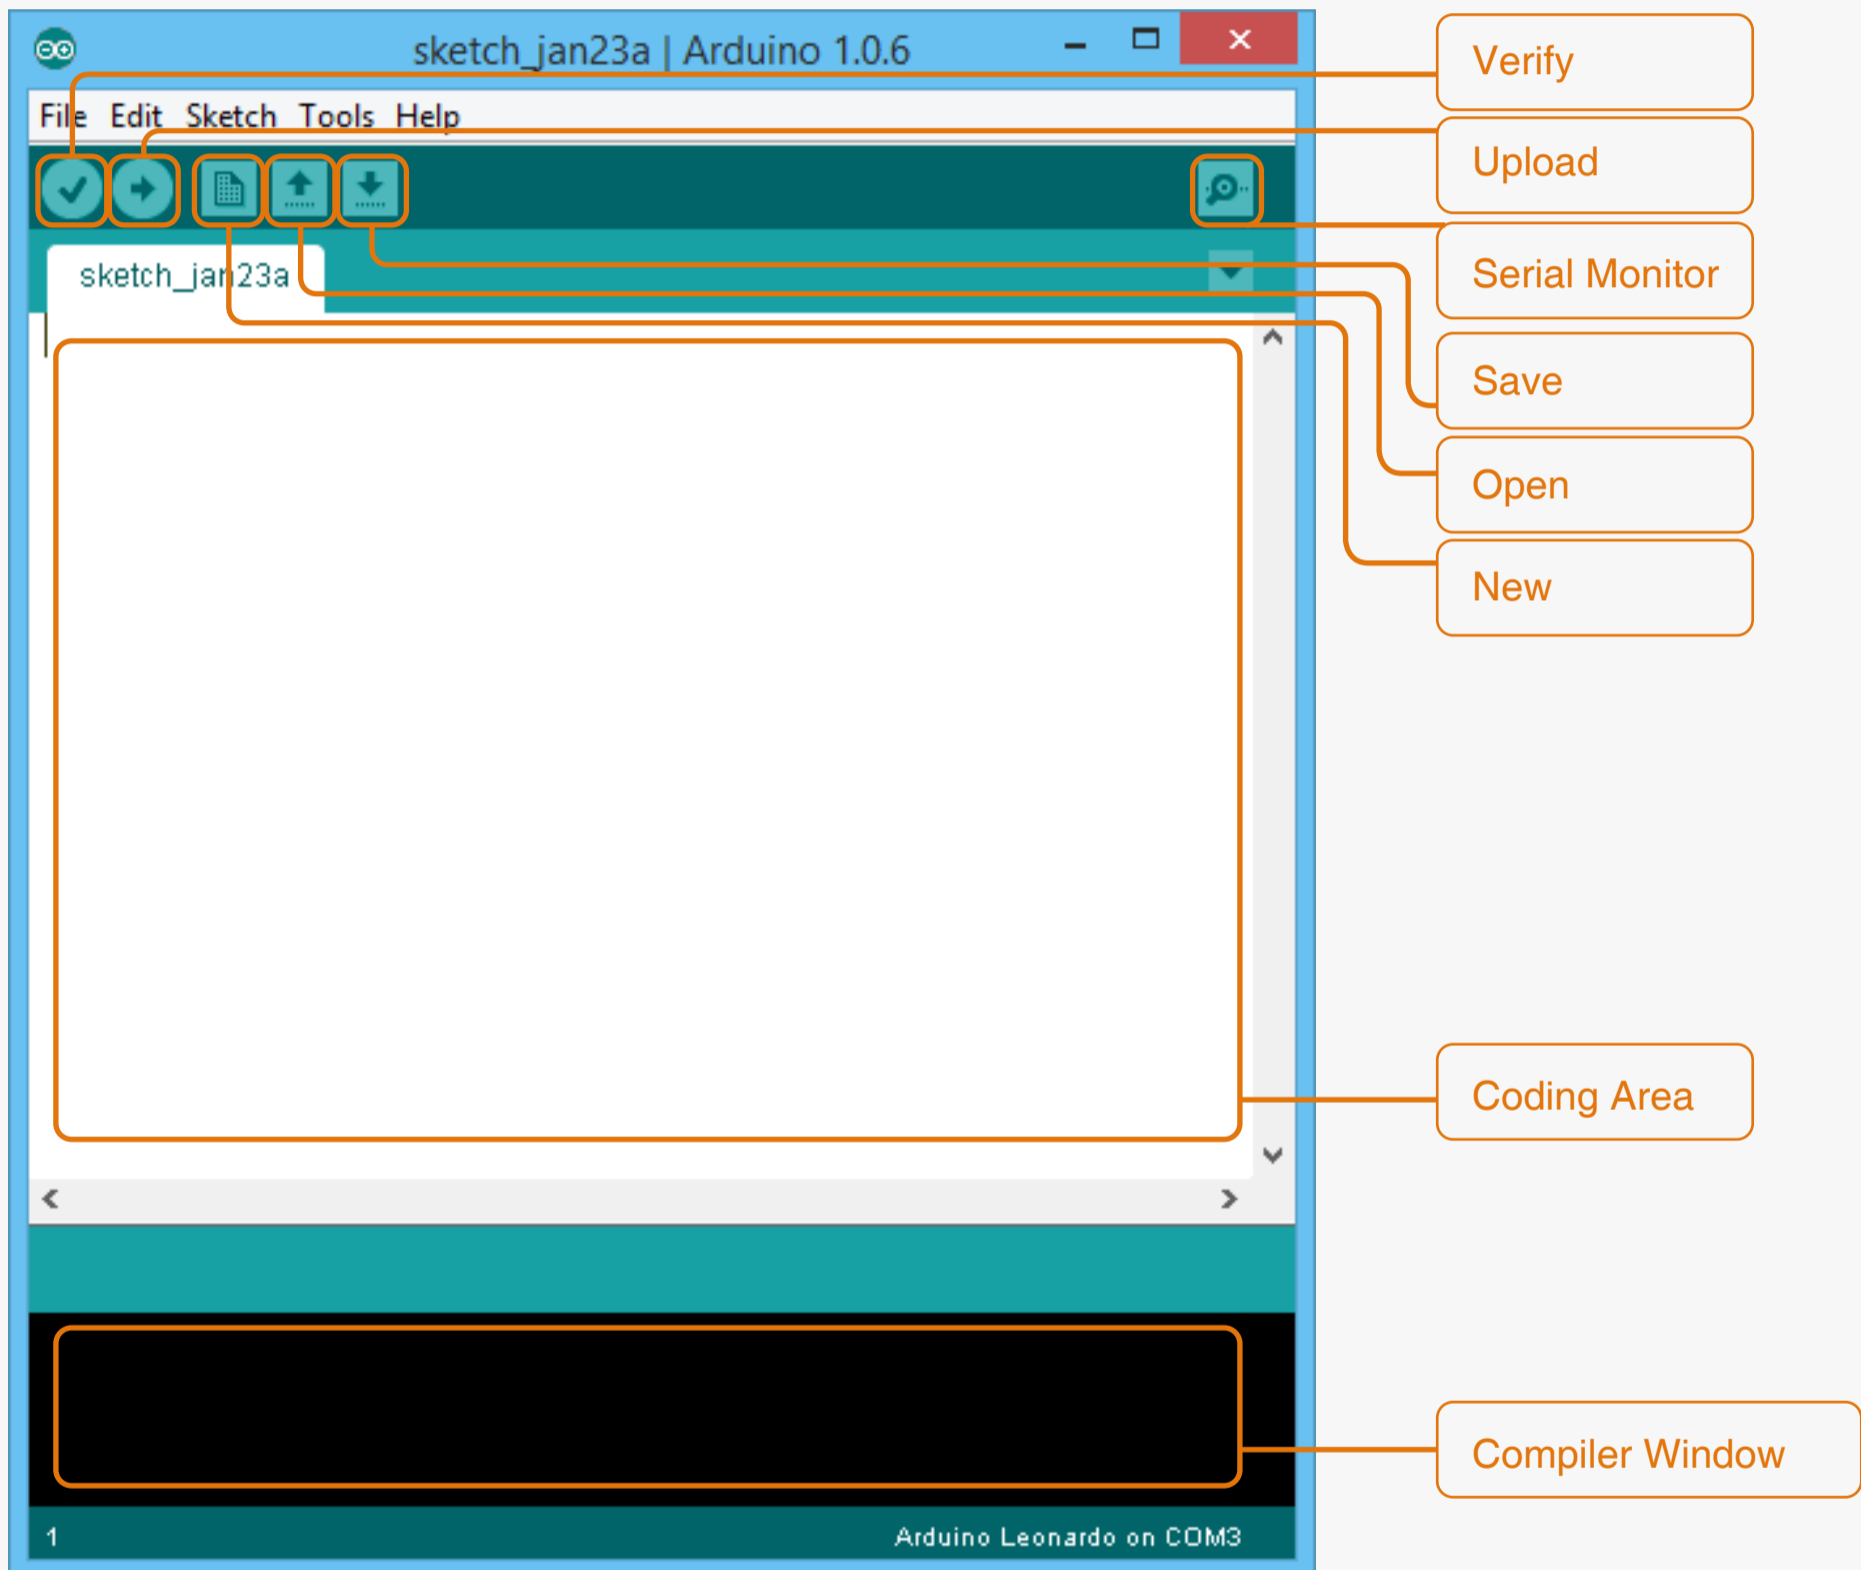 sketch_jan23a | Arduino 1.0.6
File Edit Sketch Tools Help
sketch_jan23a
1
Arduino Leonardo on COM3
Verify
Upload
Serial Monitor
Save
Open
New
Coding Area
Compiler Window